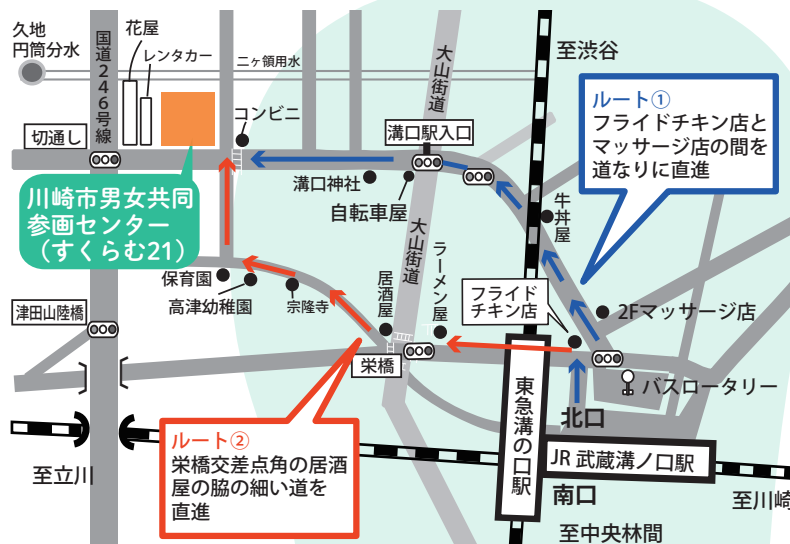 久地
円筒分水
国道246号線
花屋
レンタカー
二ヶ領用水
大山街道
至渋谷
コンビニ
切通し
溝口駅入口
ルート①
フライドチキン店と
マッサージ店の間を
道なりに直進
川崎市男女共同
参画センター
（すくらむ21）
溝口神社
自転車屋
牛丼屋
大山街道
保育園
高津幼稚園
宗隆寺
居酒屋
ラーメン屋
フライド
チキン店
2Fマッサージ店
津田山陸橋
栄橋
バスロータリー
北口
東急溝の口駅
ルート②
栄橋交差点角の居酒
屋の脇の細い道を
直進
JR 武蔵溝ノ口駅
至立川
南口
至川崎
至中央林間